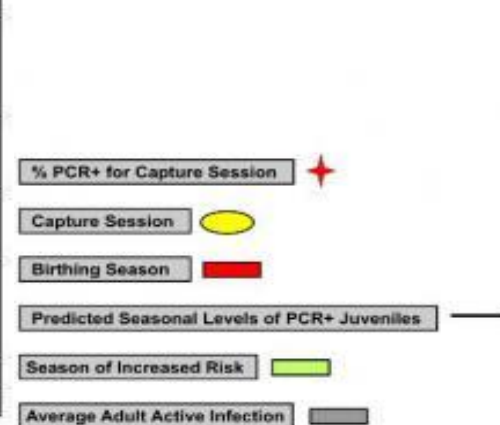 % PCR+ for Capture Session
Capture Session
Birthing Season
Predicted Seasonal Levels of PCR+ Juveniles
Season of Increased Risk
Average Adult Active Infection